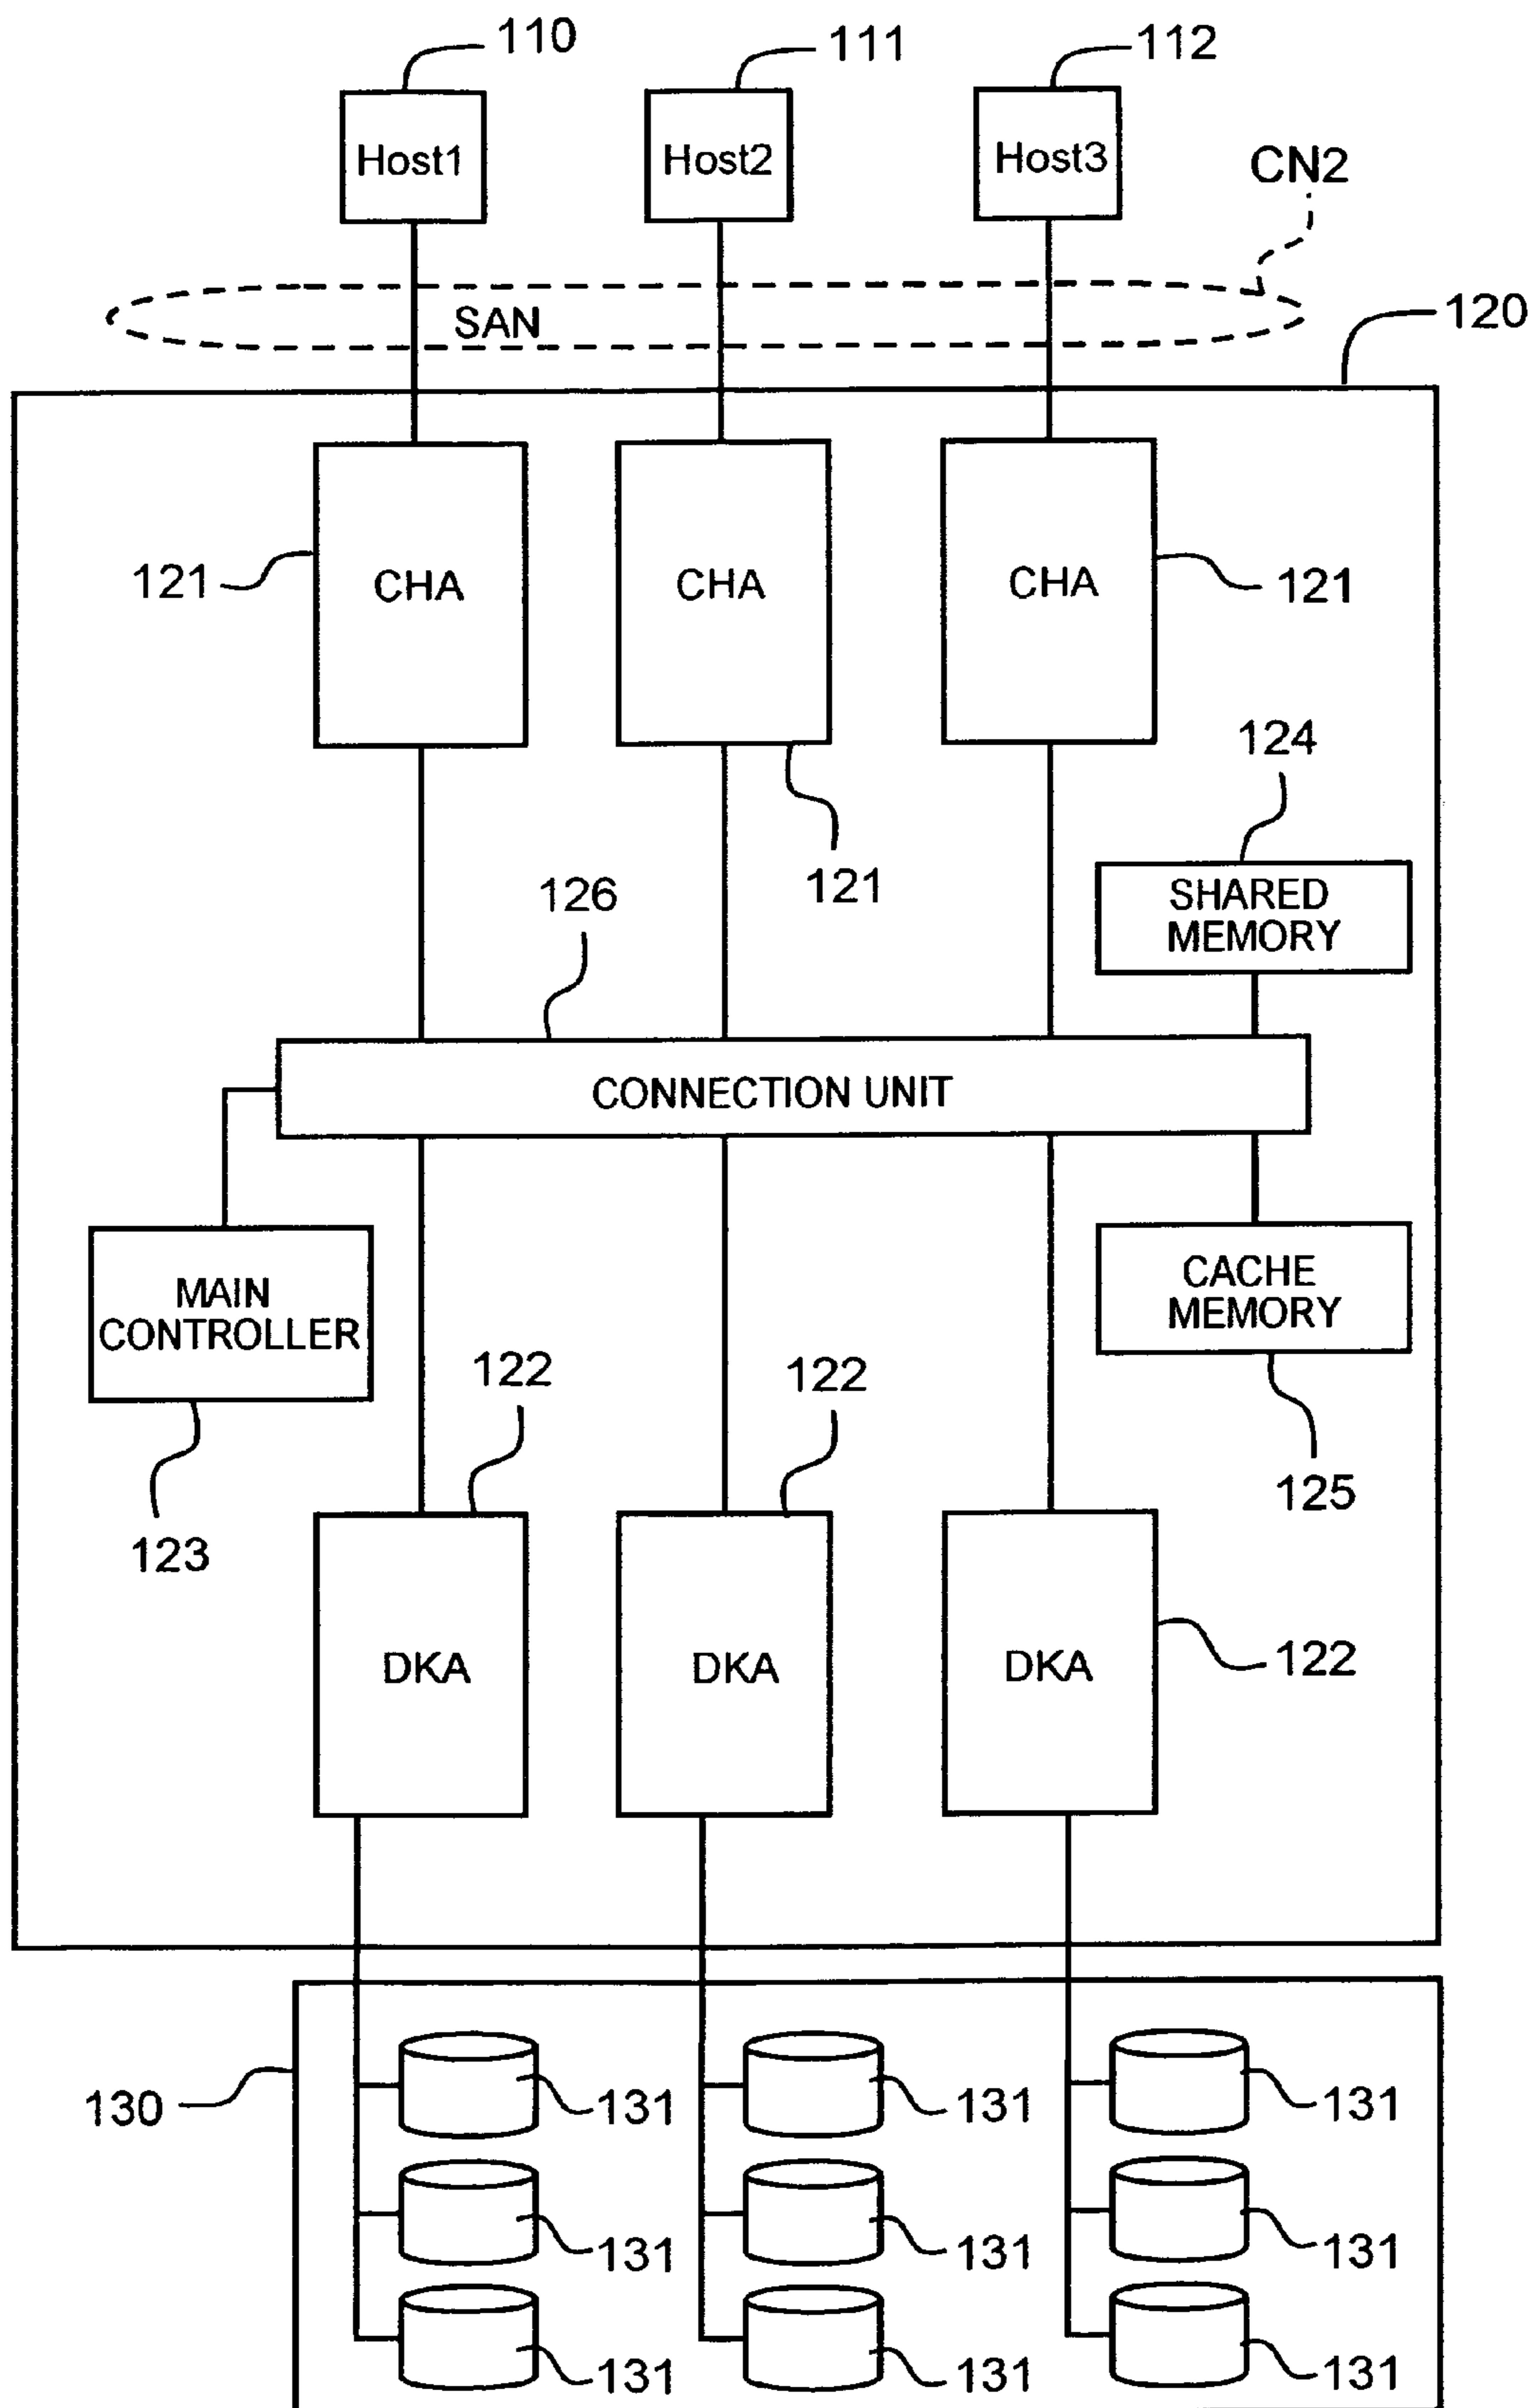 110
111
112
Host1
Host2
Host3
CN2
SAN
120
121
CHA
CHA
CHA
121
124
121
126
SHARED
MEMORY
CONNECTION UNIT
MAIN
CONTROLLER
CACHE
MEMORY
122
122
125
123
DKA
DKA
DKA
122
130
131
131
131
131
131
131
131
131
131